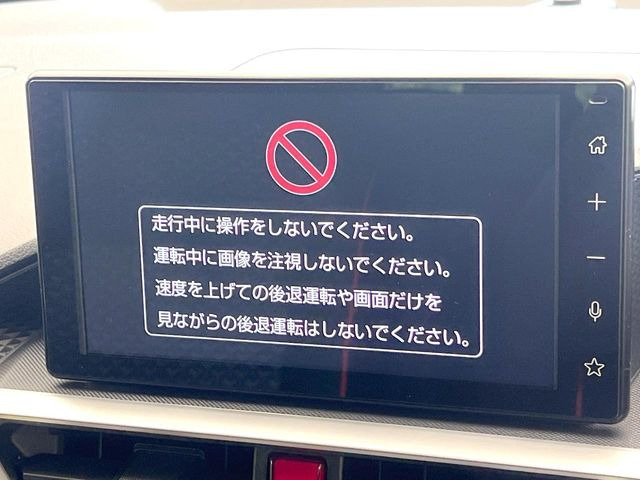 走行中に操作をしないでください。
運転中に画像を注視しないでください。
速度を上げての後退運転や画面だけを
見ながらの後退運転はしないでください。